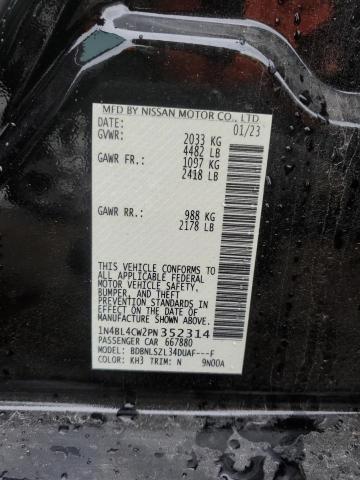 MFD BY NISSAN MOTOR CO., LTD
DATE: 01/23
GVWR: 2033 KG
4482 LB
GAWR FR: 1097 KG
2418 LB
GAWR RR: 988 KG
2178 LB
THIS VEHICLE CONFORMS TO
ALL APPLICABLE FEDERAL
MOTOR VEHICLE SAFETY,
BUMPER, AND THEFT
PREVENTION STANDARDS IN
EFFECT ON THE DATE OF
MANUFACTURE SHOWN ABOVE.
1N4BL4CW2PN352314
PASSENGER CAR 667880
MODEL: BDBNLSZL34DUAF---F
COLOR: KH3 TRIM: N 9N00A